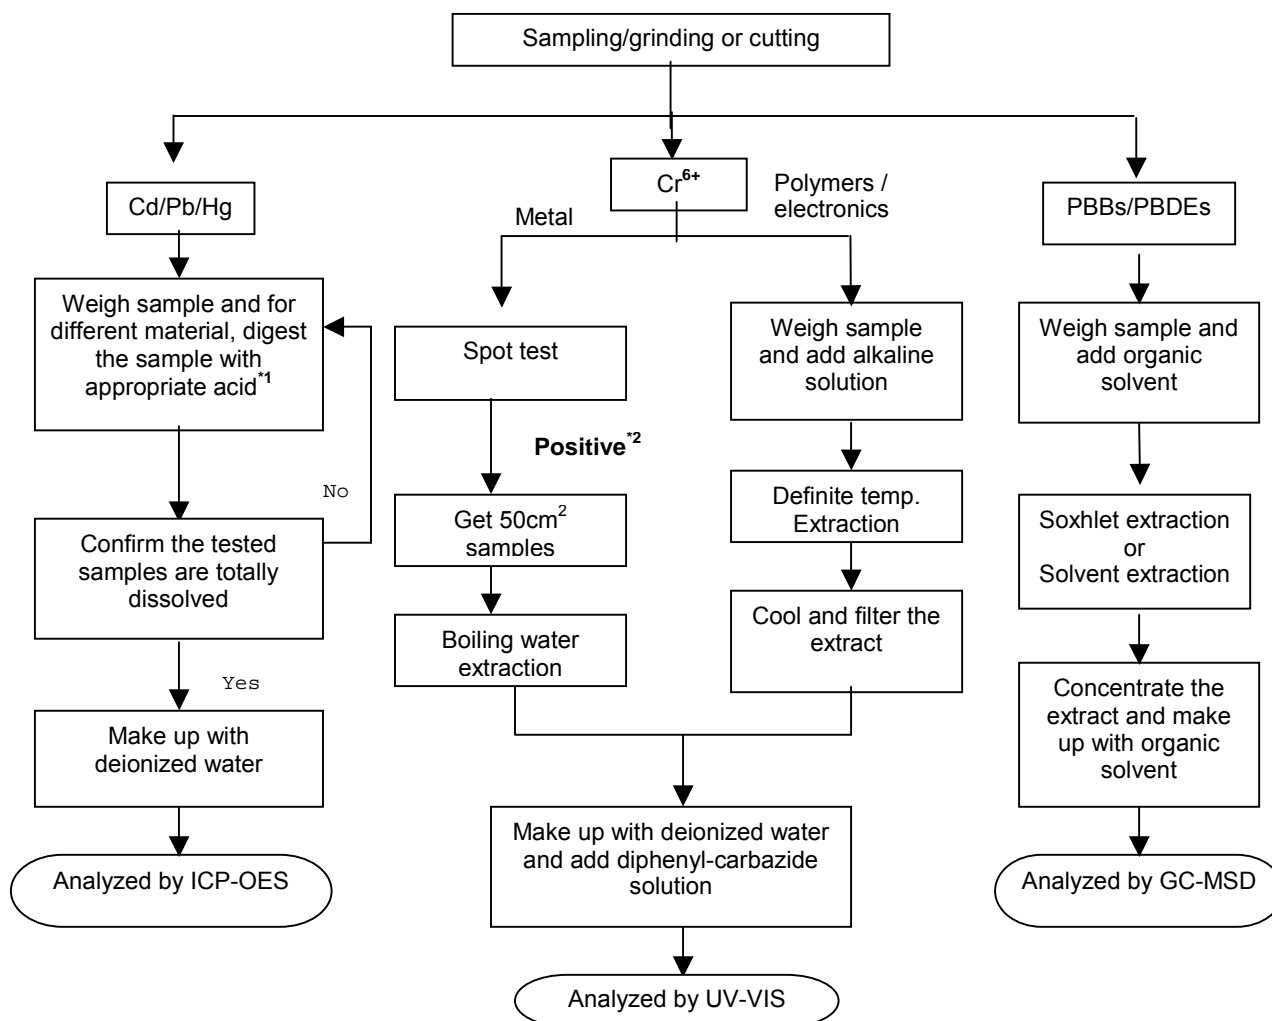 Sampling/grinding or cutting
Cd/Pb/Hg
Weigh sample and for
different material, digest
the sample with
appropriate acid*1
No
Confirm the tested
samples are totally
dissolved
Yes
Make up with
deionized water
Analyzed by ICP-OES
Cr6+
Metal
Spot test
Positive*2
Get 50cm2
samples
Boiling water
extraction
Polymers /
electronics
Weigh sample
and add alkaline
solution
Definite temp.
Extraction
Cool and filter the
extract
Make up with deionized water
and add diphenyl-carbazide
solution
Analyzed by UV-VIS
PBBs/PBDEs
Weigh sample and
add organic
solvent
Soxhlet extraction
or
Solvent extraction
Concentrate the
extract and make
up with organic
solvent
Analyzed by GC-MSD